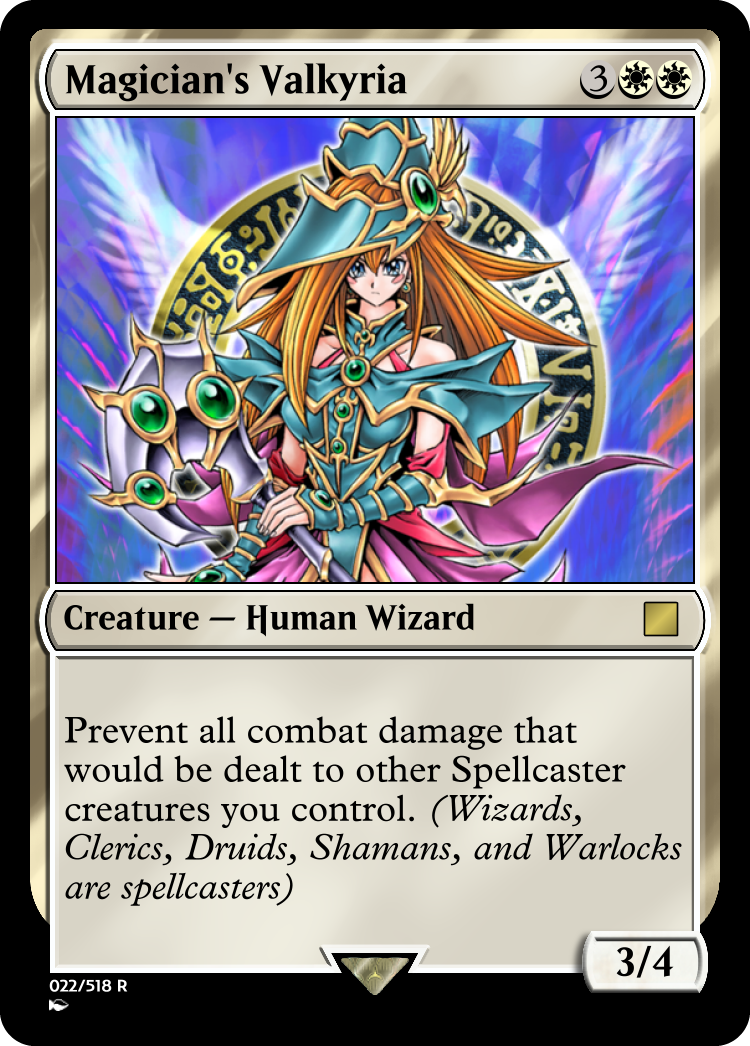 Magician's Valkyria 3
Creature — Human Wizard
Prevent all combat damage that
would be dealt to other Spellcaster
creatures you control. (Wizards,
Clerics, Druids, Shamans, and Warlocks
are spellcasters)
3/4
022/518 R